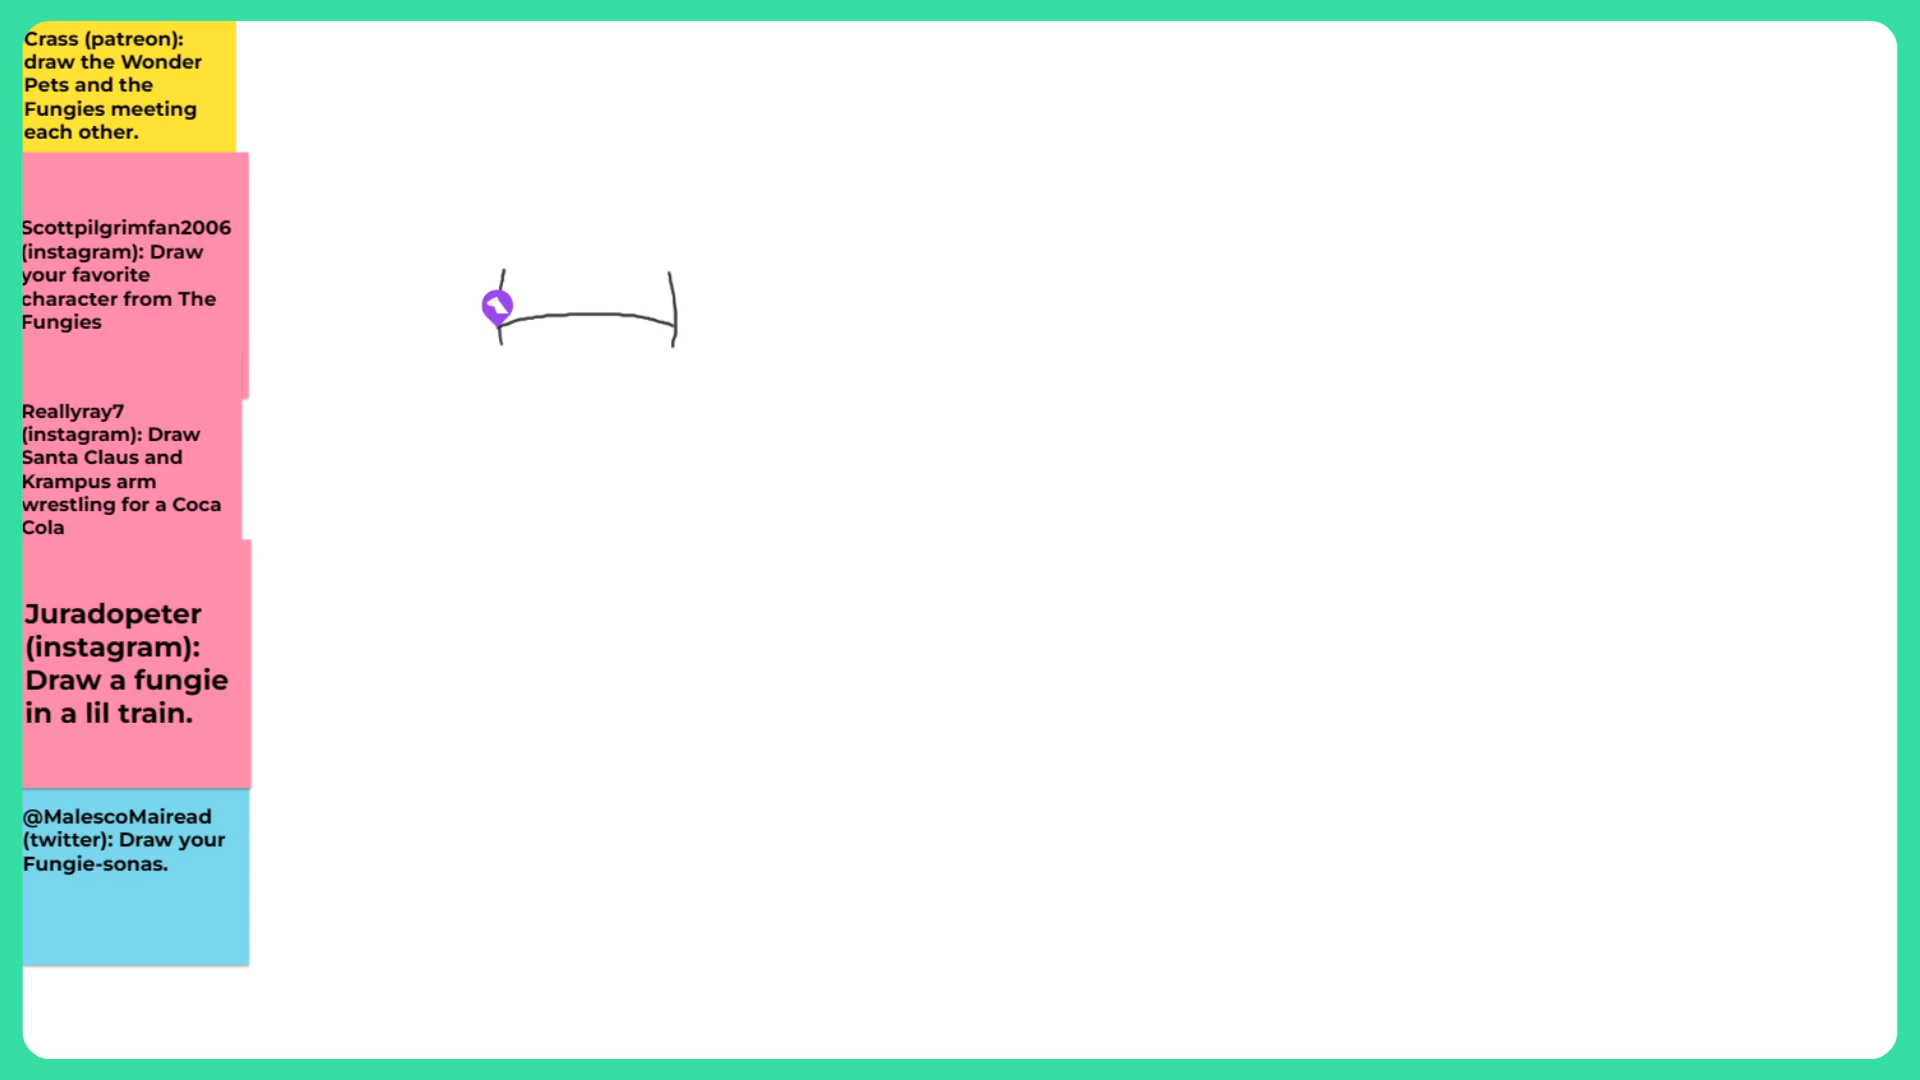 Crass (patreon):
draw the Wonder
Pets and the
Fungies meeting
each other.
Scottpilgrimfan2006
(instagram): Draw
your favorite
character from The
Fungies
Reallyray7
(instagram): Draw
Santa Claus and
Krampus arm
wrestling for a Coca
Cola
Juradopeter
(instagram):
Draw a fungie
in a lil train.
@MalescoMairead
(twitter): Draw your
Fungie-sonas.